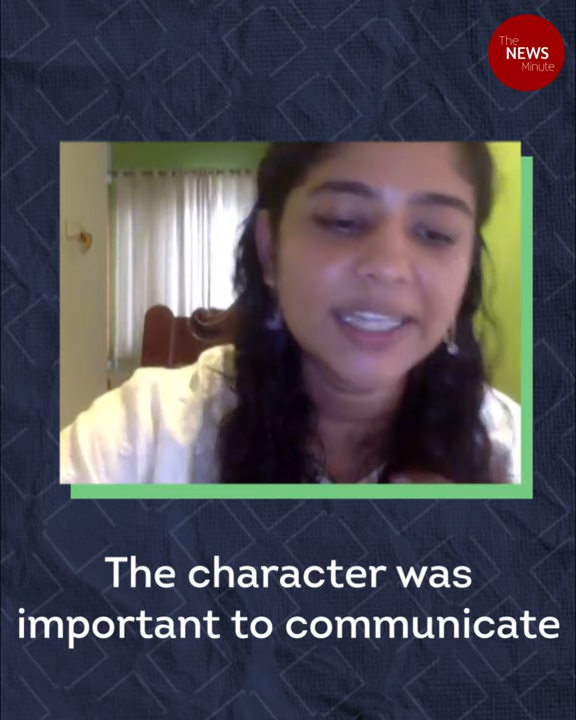 The
NEWS
Minute
The character was
important to communicate